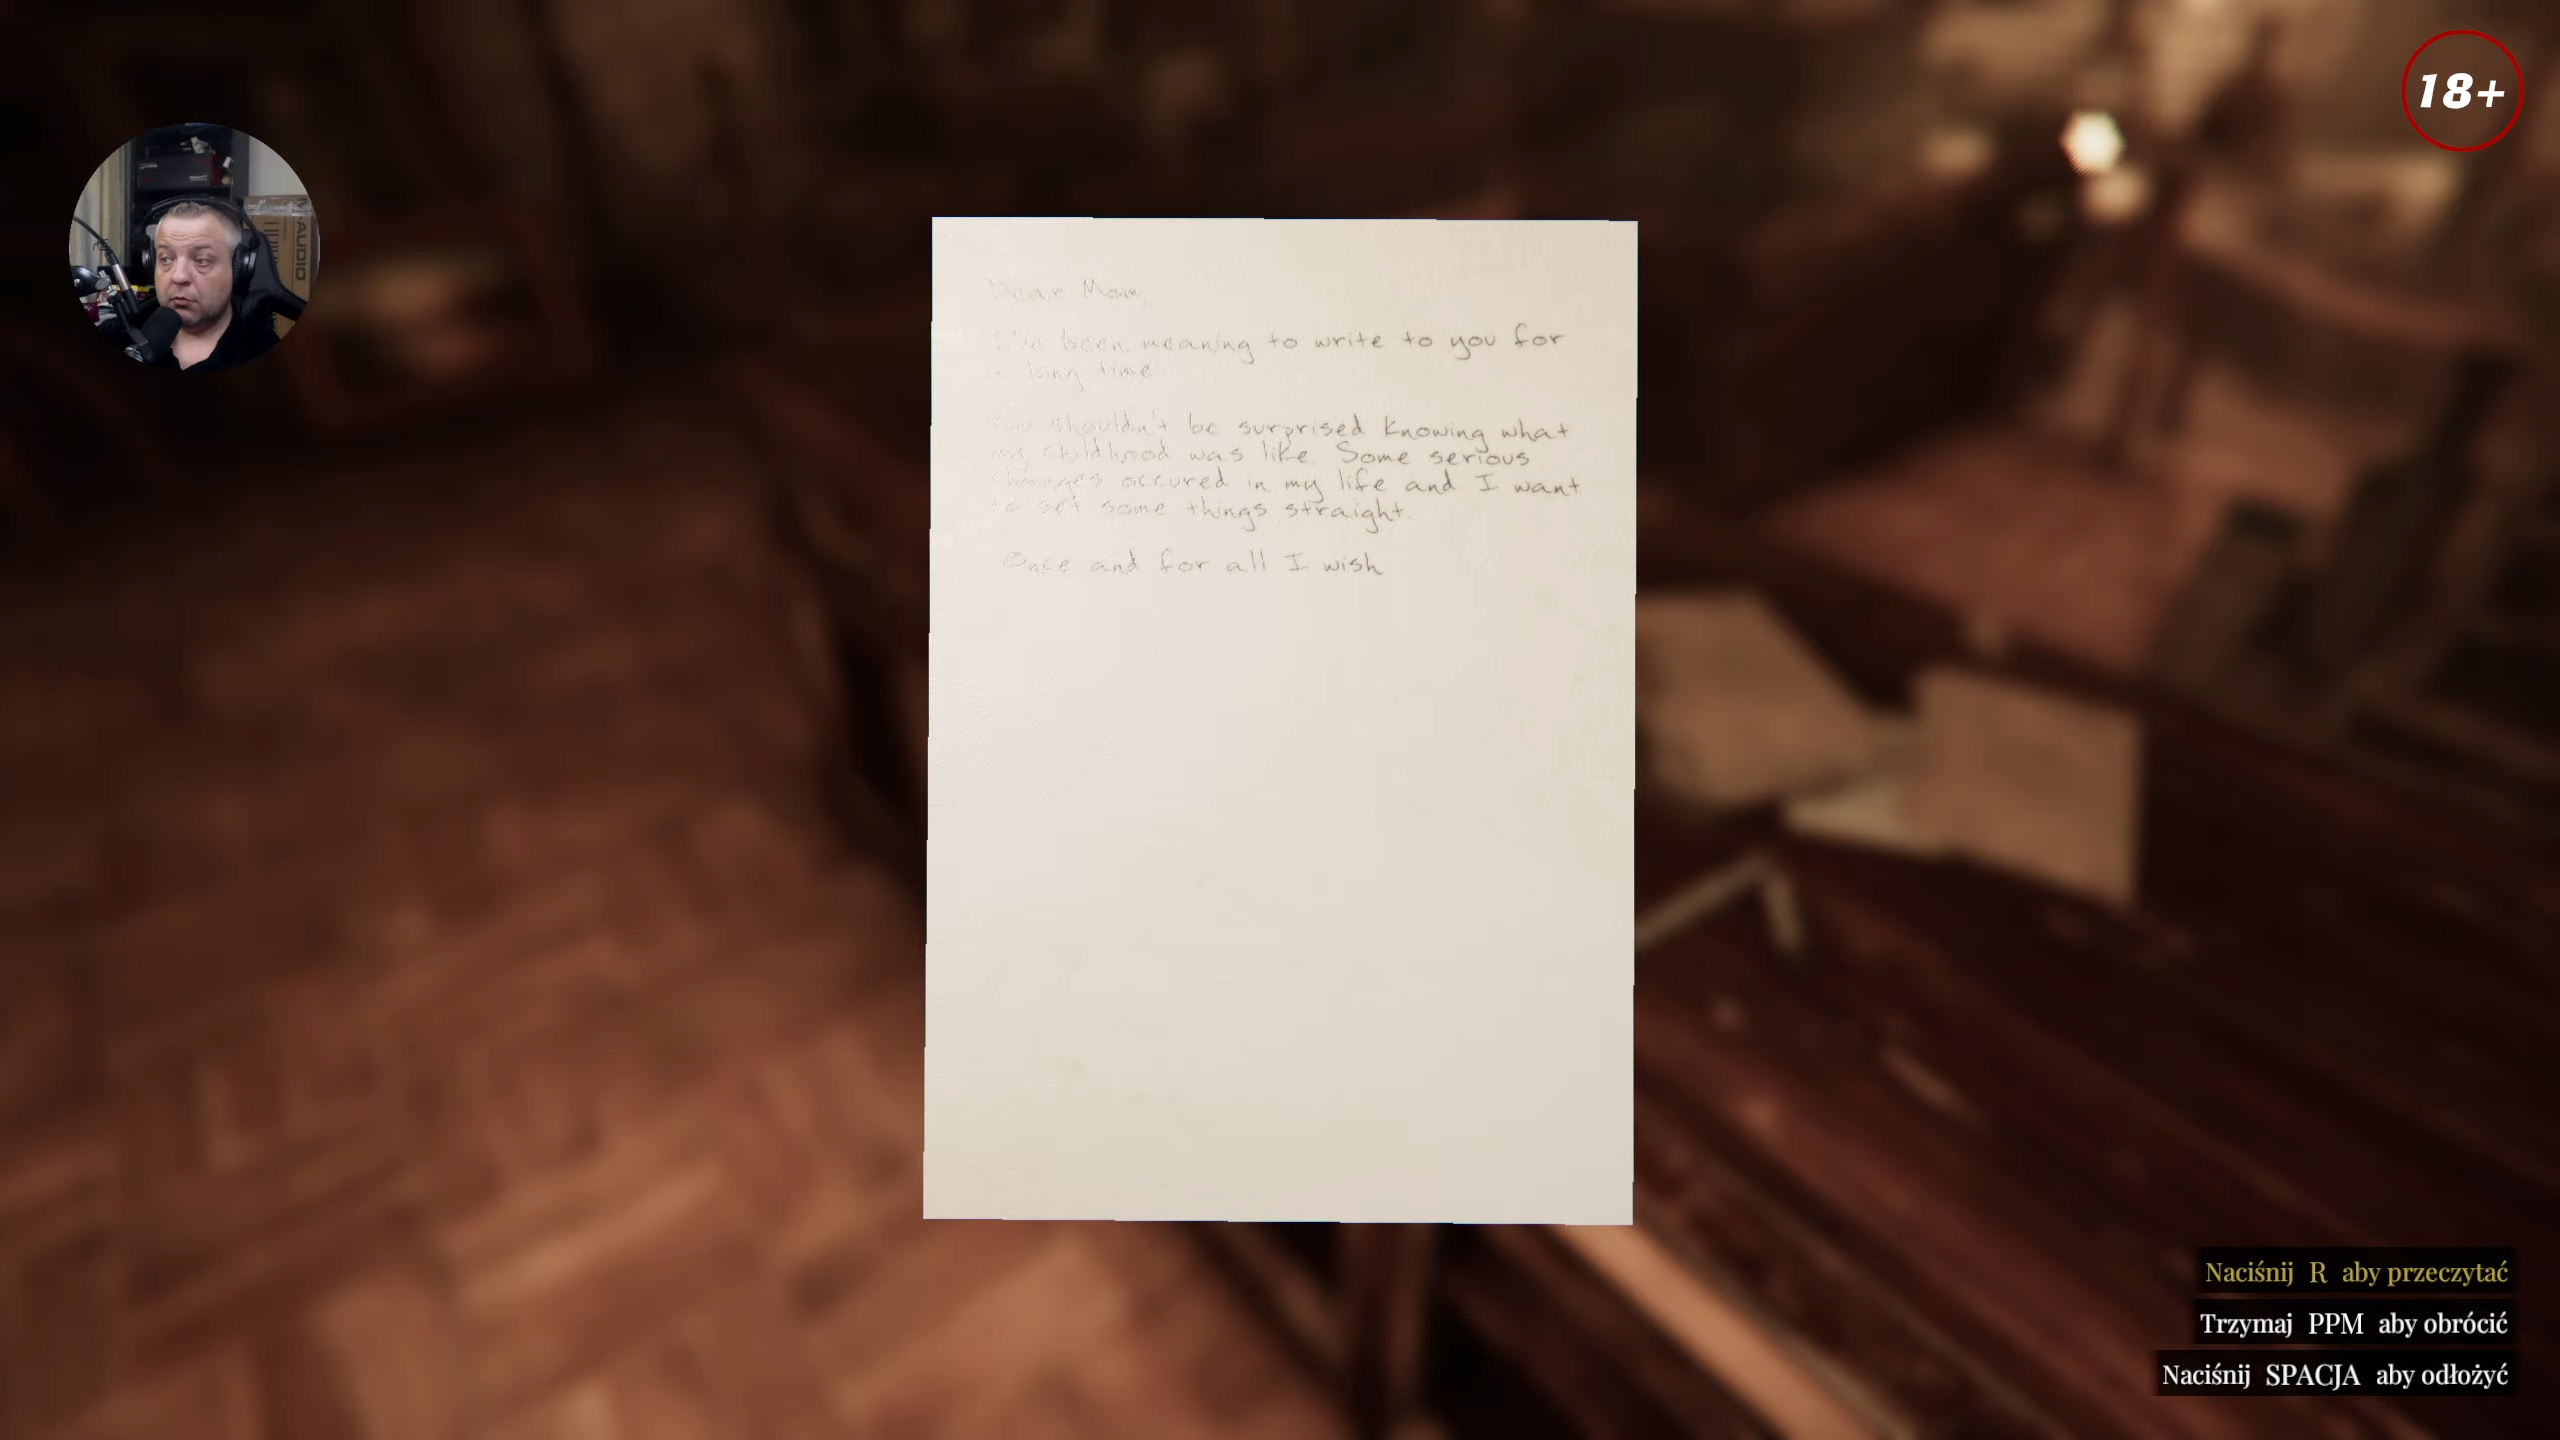 18+
AUDIO
Dear Mom,
I've been meaning to write to you for
a long time
You shouldn't be surprised knowing what
my childhood was like. Some serious
changes occured in my life and I want
to set some things straight.
Once and for all I wish
Naciśnij R aby przeczytać
Trzymaj PPM aby obrócić
Naciśnij SPACJA aby odłożyć